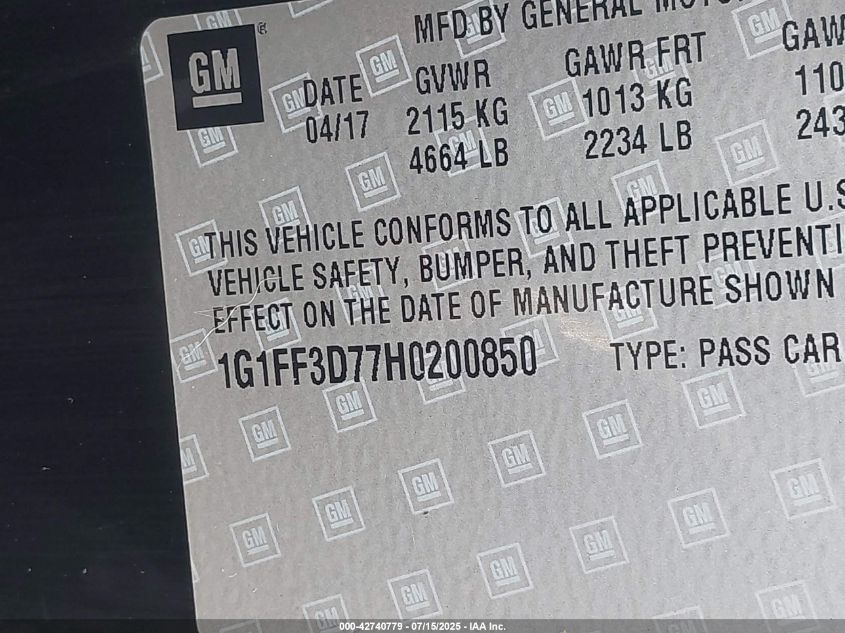 GM
MFD BY GENERAL
DATE GVWR GAWR FRT GAW
04/17 2115 KG 1013 KG 110
4664 LB 2234 LB 243
THIS VEHICLE CONFORMS TO ALL APPLICABLE U.S
VEHICLE SAFETY, BUMPER, AND THEFT PREVENTI
EFFECT ON THE DATE OF MANUFACTURE SHOWN
1G1FF3D77H0200850 TYPE: PASS CAR
000-42740779 - 07/15/2025 - IAA Inc.